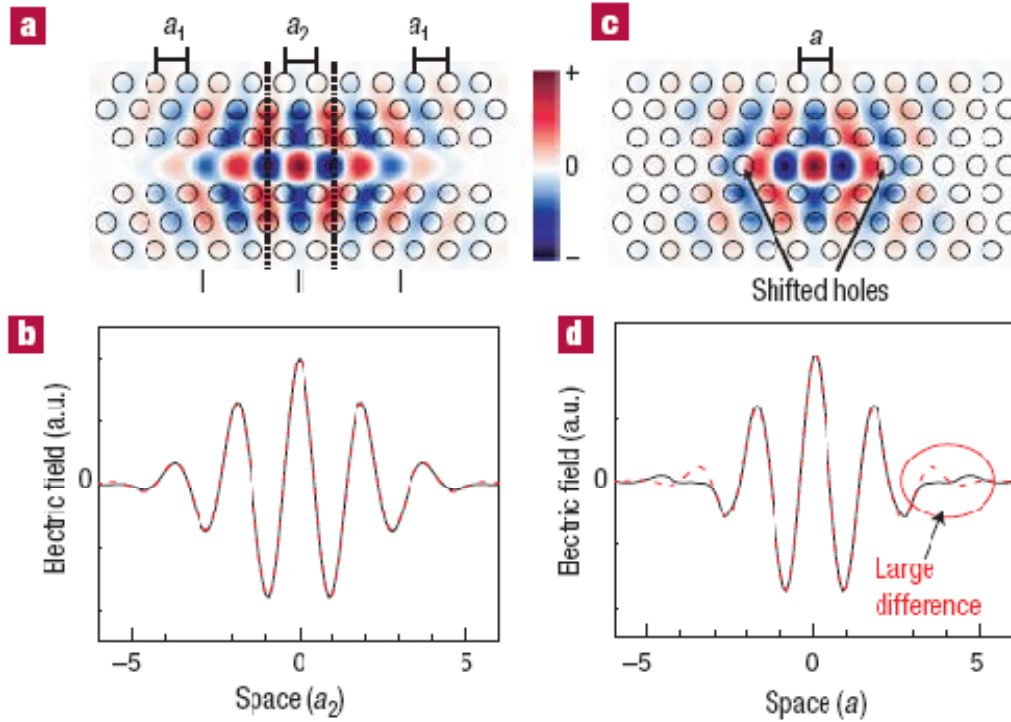 a
a1 a2 a1
+
0
−
I II I
b
Electric field (a.u.)
0
−5 0 5
Space (a2)
c
a
Shifted holes
d
Electric field (a.u.)
0
Large
difference
−5 0 5
Space (a)